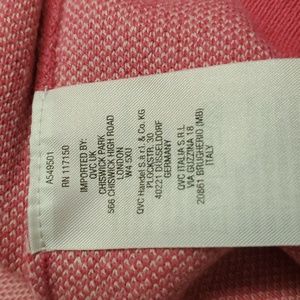 A549501
RN 117150
IMPORTED BY:
QVC UK
CHISWICK PARK
566 CHISWICK HIGH ROAD
LONDON
W4 5XU
QVC Handel S.à r.l. & Co. KG
PLOCKSTR. 30
40221 DÜSSELDORF
GERMANY
QVC ITALIA S.R.L
VIA GUZZINA 18
20861 BRUGHERIO (MB)
ITALY